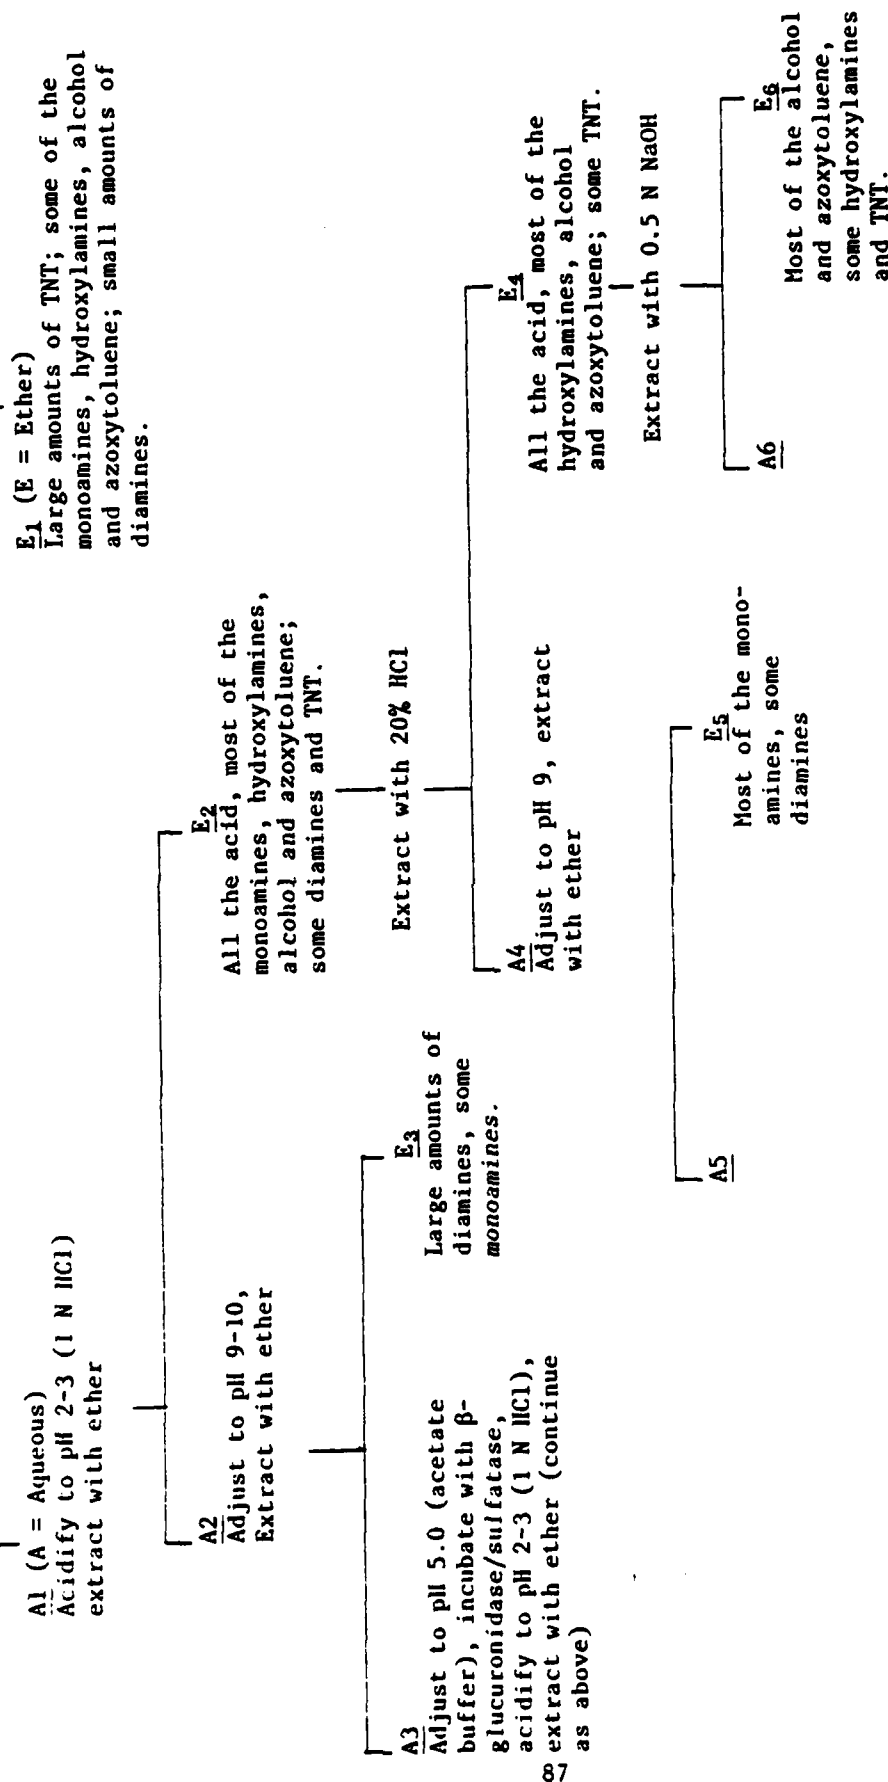 A1 (A = Aqueous)
Acidify to pH 2-3 (1 N HCl)
extract with ether
E1 (E = Ether)
Large amounts of TNT; some of the
monoamines, hydroxylamines, alcohol
and azoxytoluene; small amounts of
diamines.
A2
Adjust to pH 9-10,
Extract with ether
E2
All the acid, most of the
monoamines, hydroxylamines,
alcohol and azoxytoluene;
some diamines and TNT.
Extract with 20% HCl
A3
Adjust to pH 5.0 (acetate
buffer), incubate with β-
glucuronidase/sulfatase,
acidify to pH 2-3 (1 N HCl),
extract with ether (continue
as above)
E3
Large amounts of
diamines, some
monoamines.
A4
Adjust to pH 9, extract
with ether
E4
All the acid, most of the
hydroxylamines, alcohol
and azoxytoluene; some TNT.
Extract with 0.5 N NaOH
A5
E5
Most of the mono-
amines, some
diamines
A6
E6
Most of the alcohol
and azoxytoluene,
some hydroxylamines
and TNT.
87